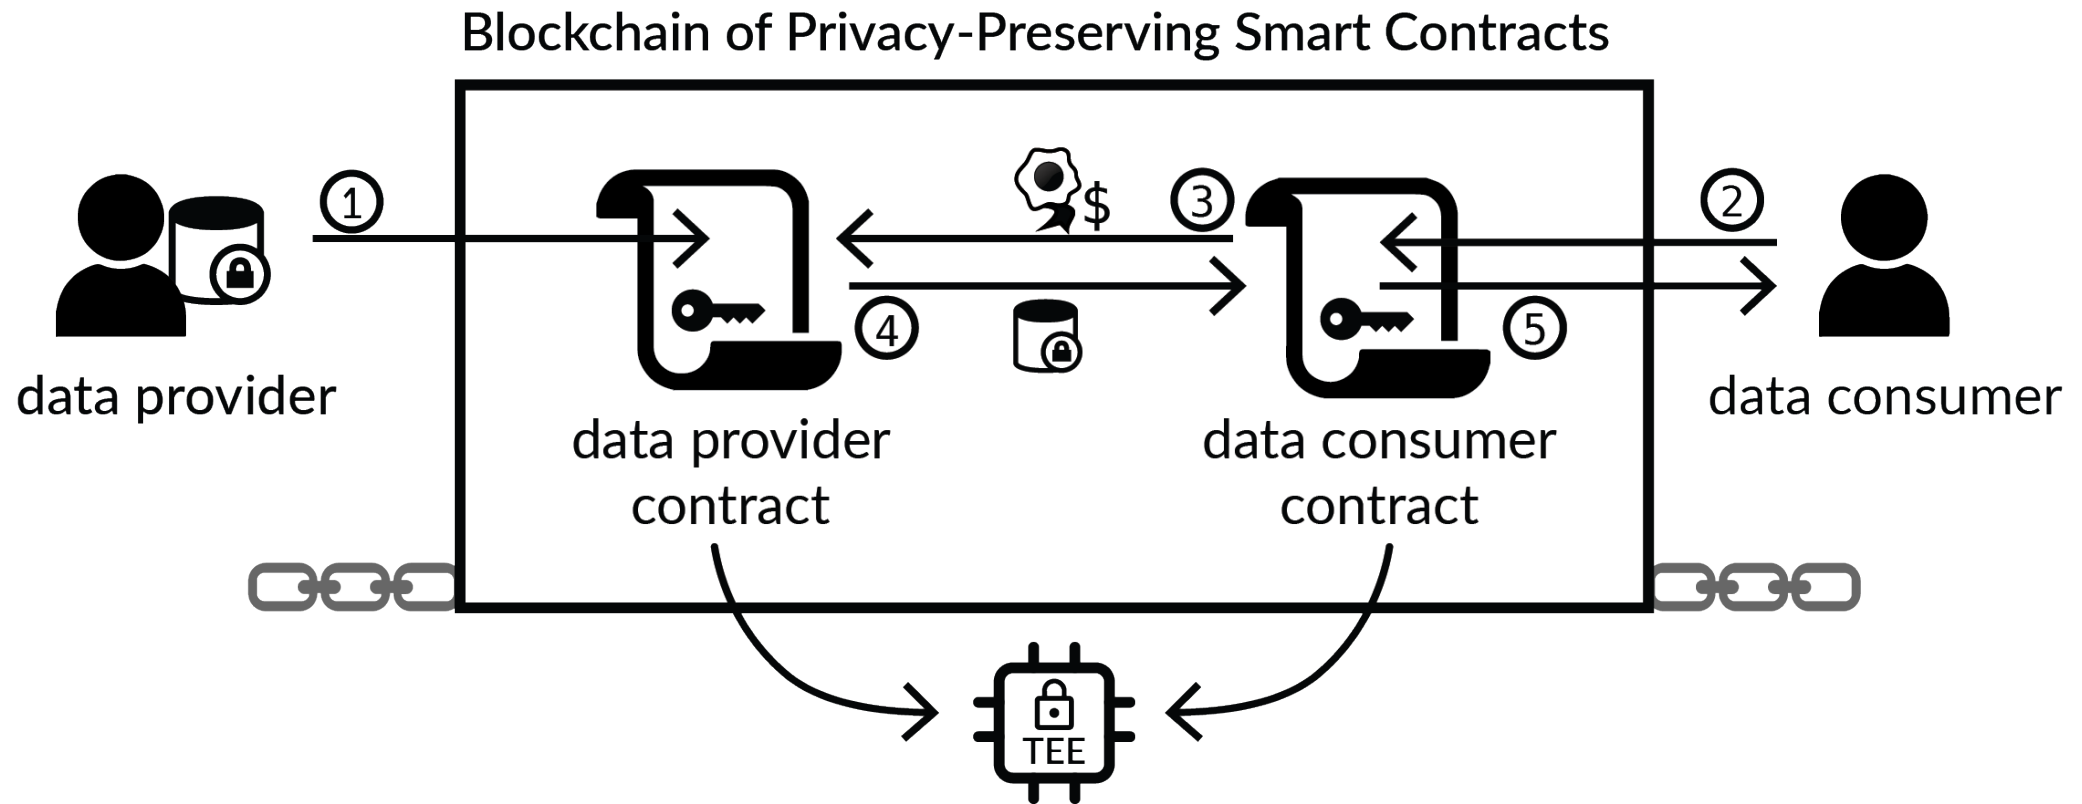 Blockchain of Privacy-Preserving Smart Contracts
1
$
3
2
4
5
data provider
data consumer
data provider
contract
data consumer
contract
TEE